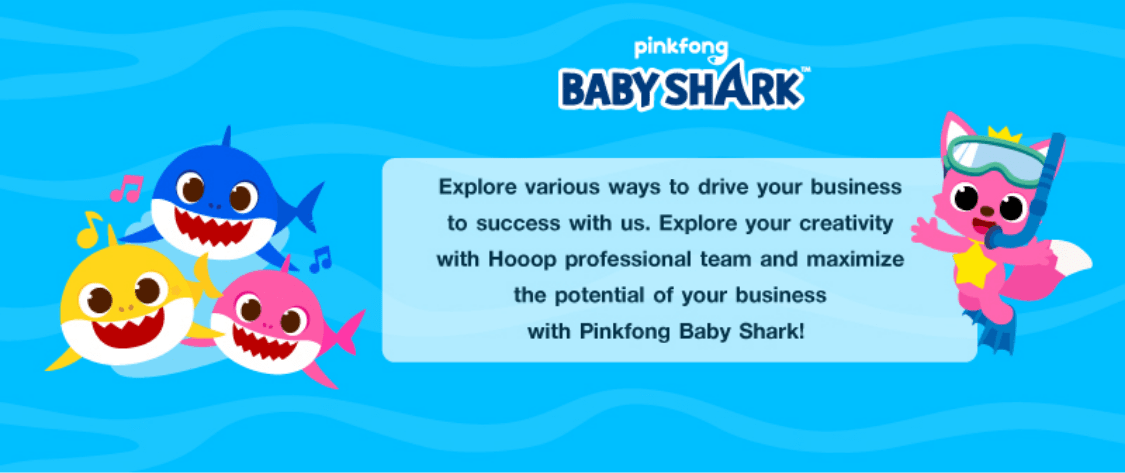 pinkfong
BABY SHARK™
Explore various ways to drive your business
to success with us. Explore your creativity
with Hooop professional team and maximize
the potential of your business
with Pinkfong Baby Shark!